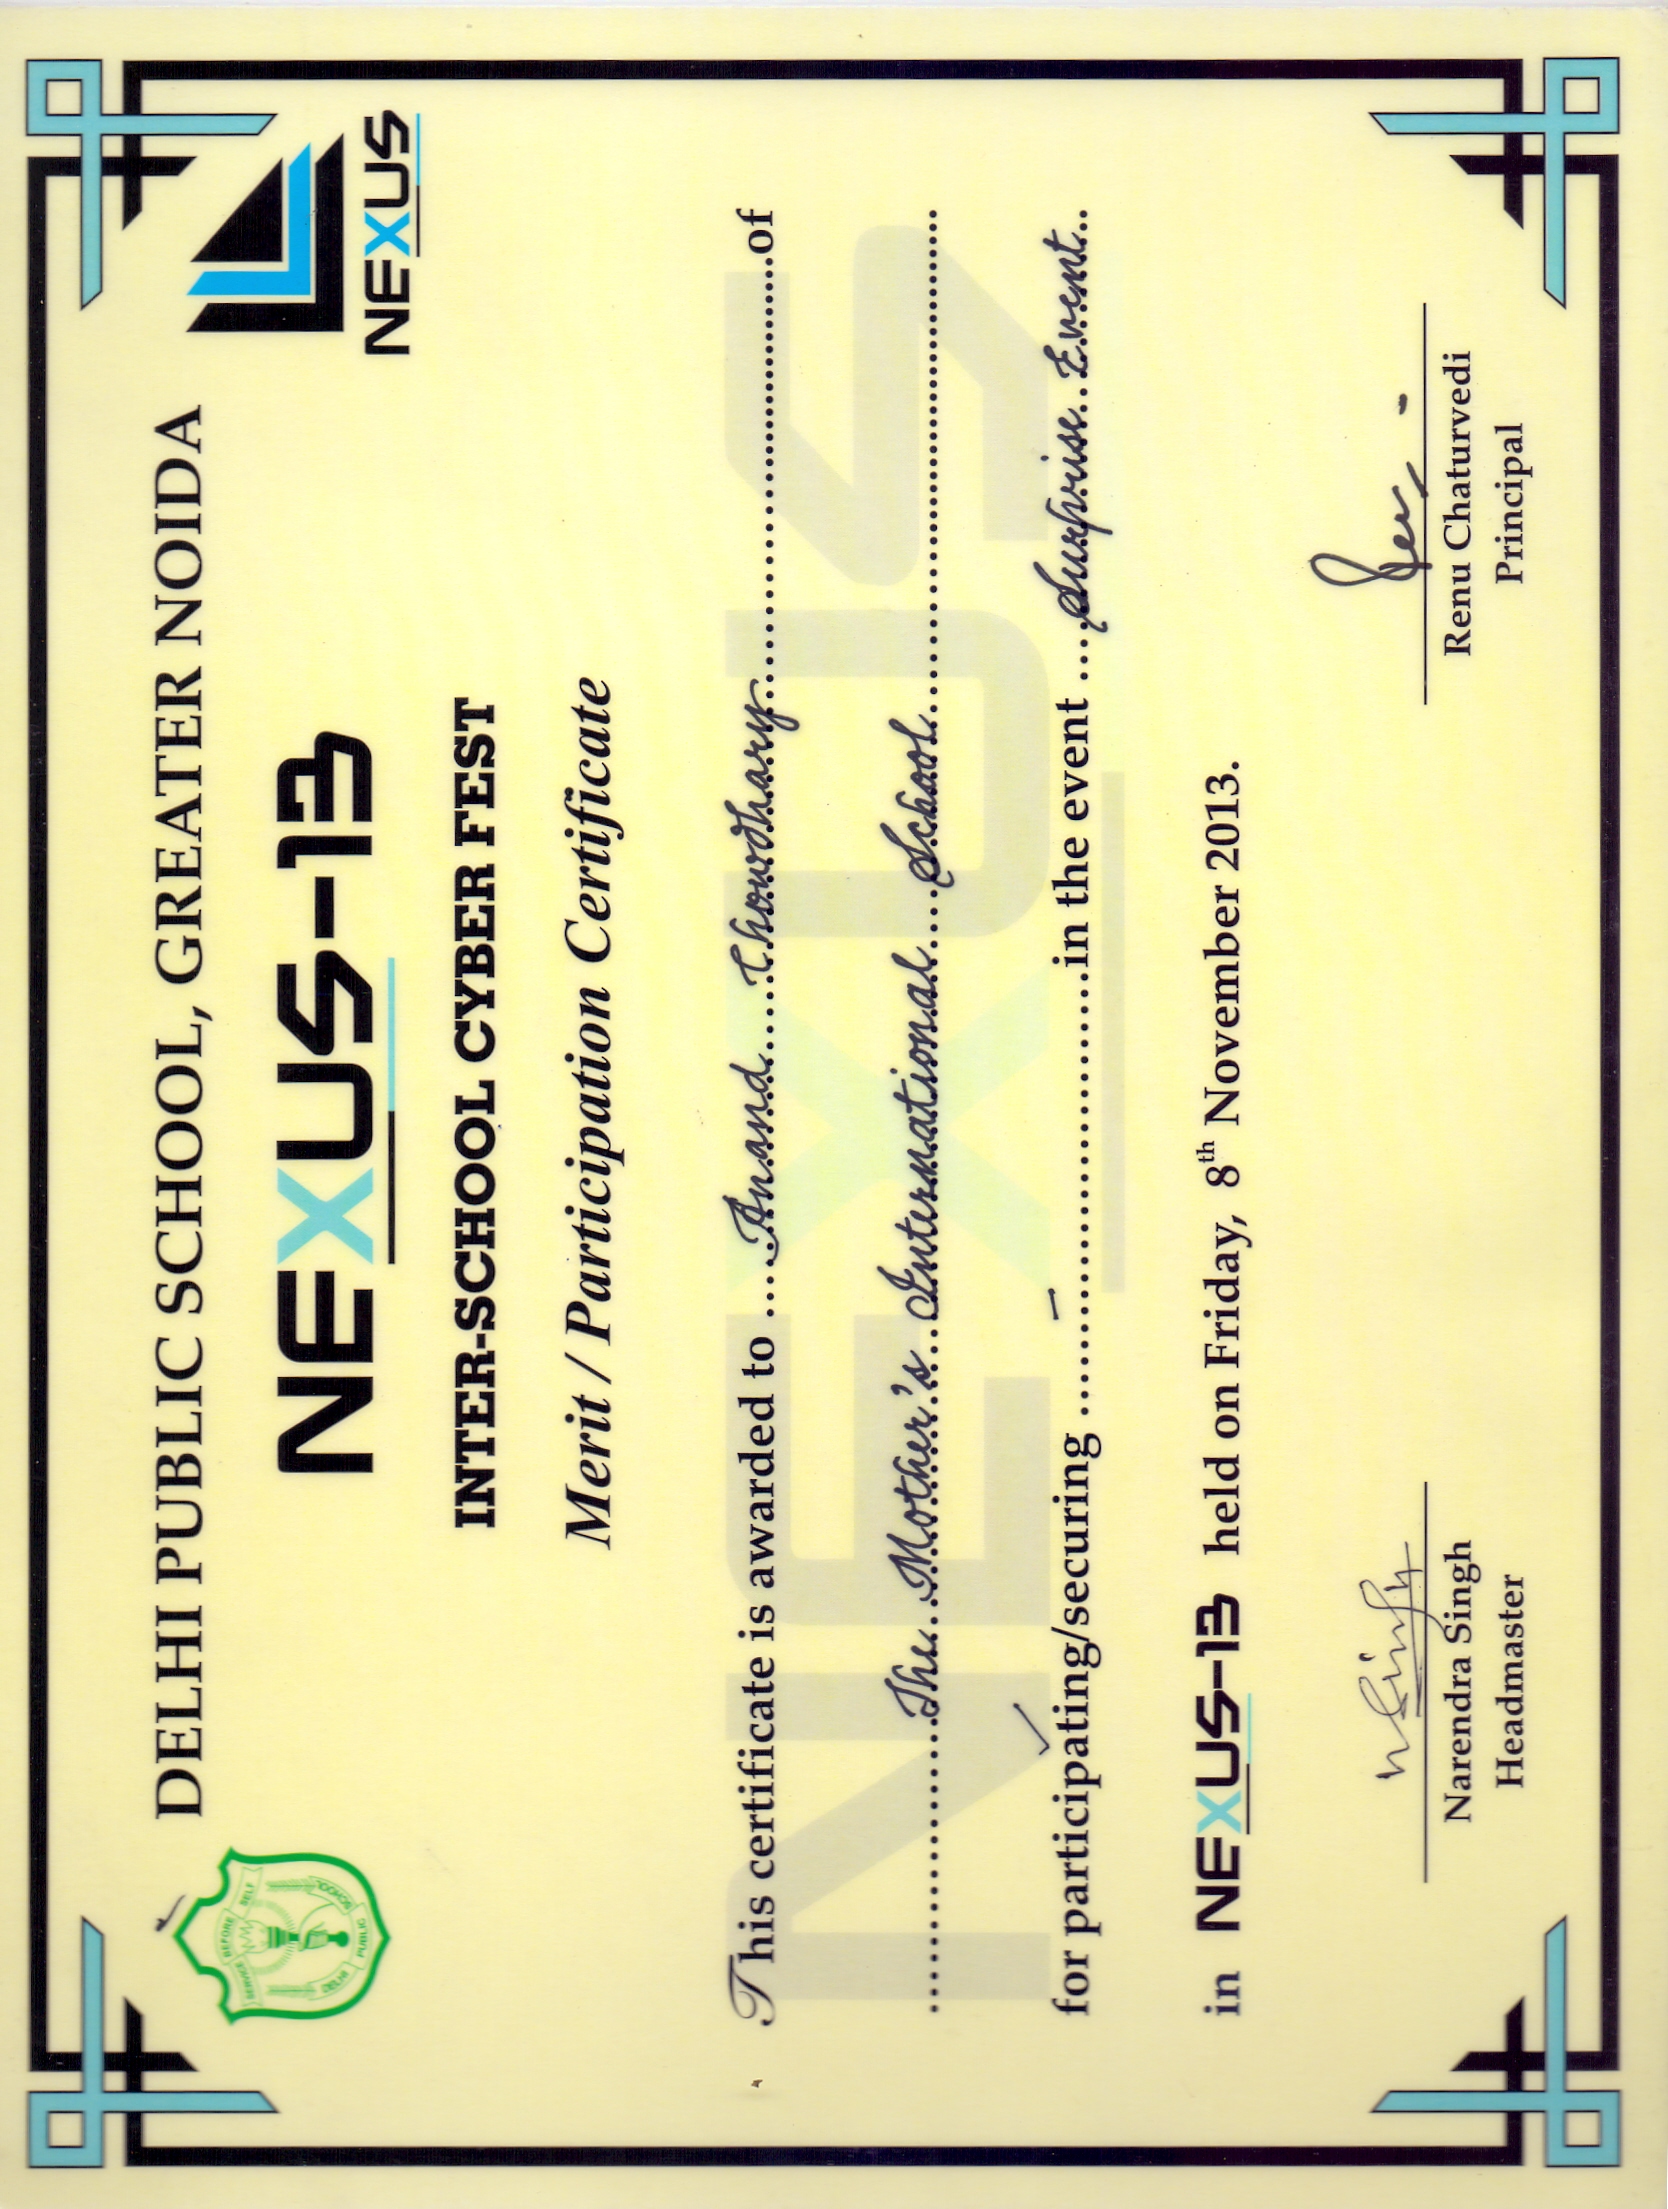 DELHI PUBLIC SCHOOL, GREATER NOIDA
SERVICE BEFORE SELF
DELHI PUBLIC SCHOOL
NEXUS-13
NEXUS
INTER-SCHOOL CYBER FEST
Merit / Participation Certificate
NEXUS
This certificate is awarded to ....Anand....Chowdhary....of
....The Mother's International School....
for participating/securing ....–....in the event ....Surprise Event..
in NEXUS-13 held on Friday, 8th November 2013.
N Singh
Narendra Singh
Headmaster
Renu Chaturvedi
Principal